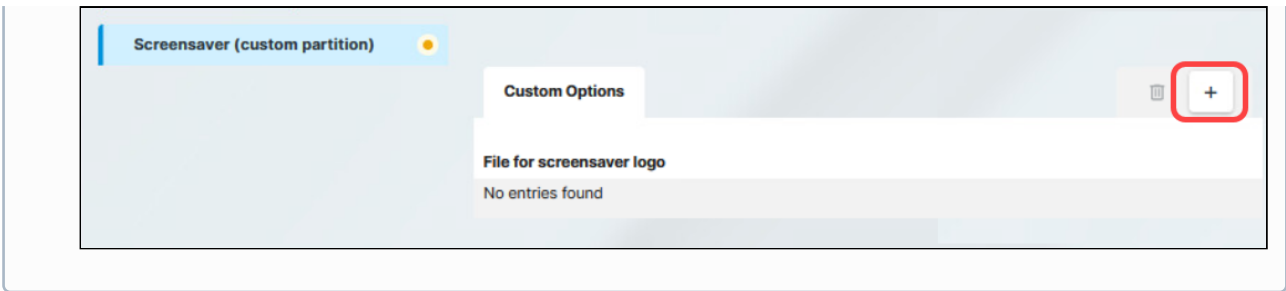 Screensaver (custom partition)
Custom Options
+
File for screensaver logo
No entries found